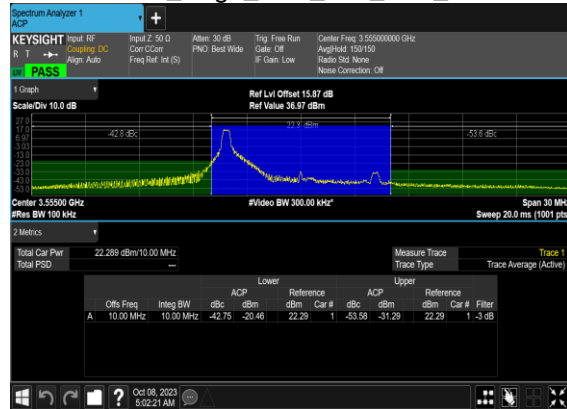 Spectrum Analyzer 1
ACP
+
KEYSIGHT Input: RF Input Z: 50 Ω Atten: 30 dB Trig: Free Run Center Freq: 3.555000000 GHz
R T Coupling: DC Corr CCorr PNO: Best Wide Gate: Off Avg|Hold: 150/150
Align: Auto Freq Ref: Int (S) IF Gain: Low Radio Std: None
PASS Noise Correction: Off
1 Graph
Ref Lvl Offset 15.87 dB
Scale/Div 10.0 dB Ref Value 36.97 dBm
27.0
17.0
6.97
-3.03
-13.0
-23.0
-33.0
-43.0
-53.0
-42.8 dBc 22.3 dBm -53.6 dBc
Center 3.55500 GHz #Video BW 300.00 kHz* Span 30 MHz
#Res BW 100 kHz Sweep 20.0 ms (1001 pts
2 Metrics
Total Car Pwr 22.289 dBm/10.00 MHz Measure Trace Trace 1
Total PSD --- Trace Type Trace Average (Active)
Lower Upper
ACP Reference ACP Reference
Offs Freq Integ BW dBc dBm dBm Car # dBc dBm dBm Car # Filter
A 10.00 MHz 10.00 MHz -42.75 -20.46 22.29 1 -53.58 -31.29 22.29 1 -3 dB
? Oct 08, 2023
5:02:21 AM